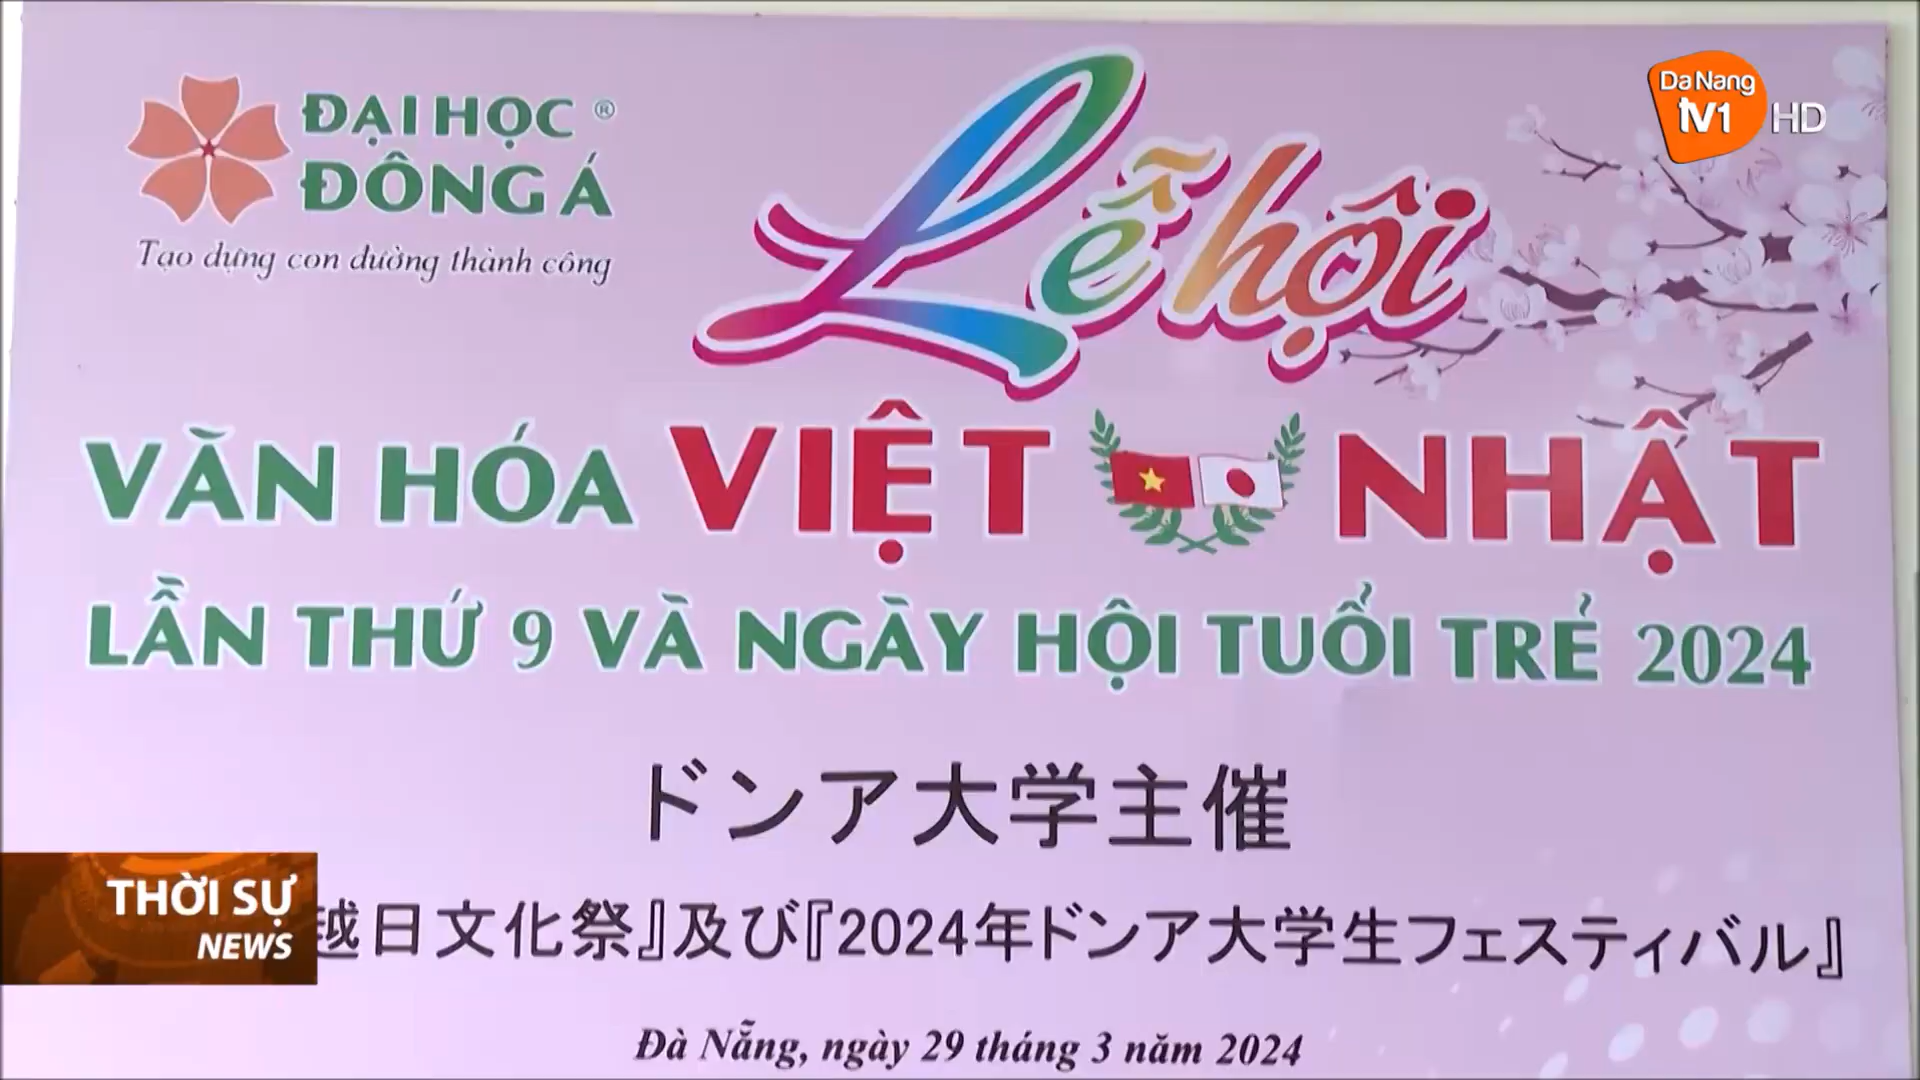 ĐẠI HỌC ®
ĐÔNG Á
Tạo dựng con đường thành công
Lễ hội
Da Nang
TV1 HD
VĂN HÓA VIỆT NHẬT
LẦN THỨ 9 VÀ NGÀY HỘI TUỔI TRẺ 2024
ドンア大学主催
越日文化祭』及び『2024年ドンア大学生フェスティバル』
THỜI SỰ
NEWS
Đà Nẵng, ngày 29 tháng 3 năm 2024